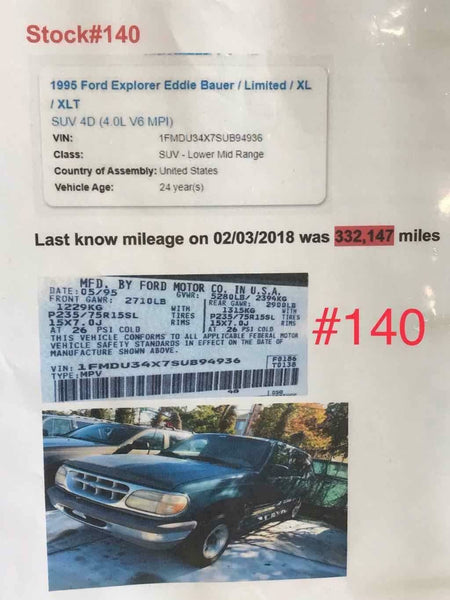 Stock#140
1995 Ford Explorer Eddie Bauer / Limited / XL
/ XLT
SUV 4D (4.0L V6 MPI)
VIN: 1FMDU34X7SUB94936
Class: SUV - Lower Mid Range
Country of Assembly: United States
Vehicle Age: 24 year(s)
Last know mileage on 02/03/2018 was 332,147 miles
MFD. BY FORD MOTOR CO. IN U.S.A.
DATE: 05/95 GVWR: 5280LB/ 2394KG
FRONT GAWR: 2710LB REAR GAWR: 2900LB
1229KG WITH 1315KG WITH
P235/75R15SL TIRES P235/75R15SL TIRES
15X7.0J RIMS 15X7.0J RIMS
AT 26 PSI COLD AT 26 PSI COLD
THIS VEHICLE CONFORMS TO ALL APPLICABLE FEDERAL MOTOR
VEHICLE SAFETY STANDARDS IN EFFECT ON THE DATE OF
MANUFACTURE SHOWN ABOVE.
VIN: 1FMDU34X7SUB94936 F0186
TYPE: MPV T0138
#140